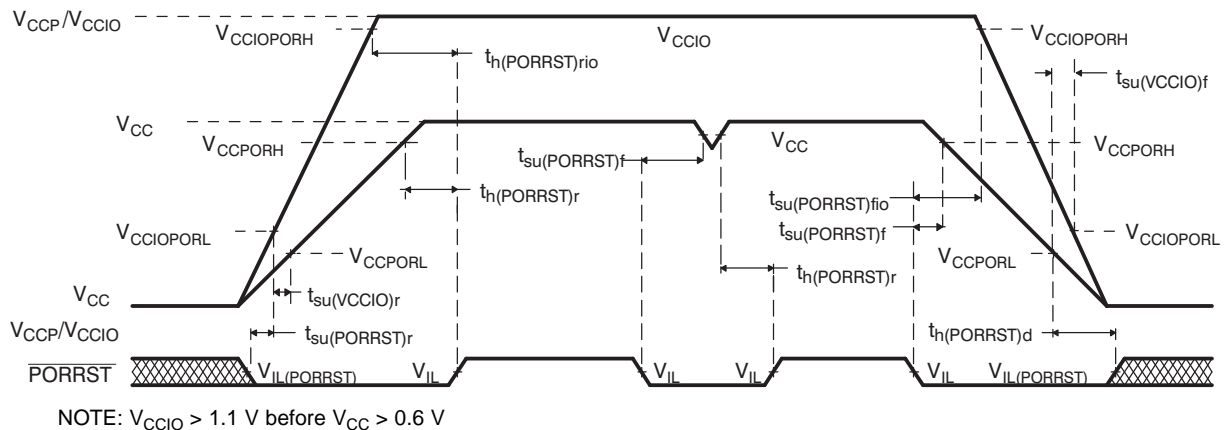 VCCP/VCCIO
VCCIOPORH
VCCIO
VCCIOPORH
th(PORRST)rio
tsu(VCCIO)f
VCC
VCCPORH
VCC
VCCPORH
tsu(PORRST)f
th(PORRST)r
tsu(PORRST)fio
VCCIOPORL
tsu(PORRST)f
VCCIOPORL
VCCPORL
VCCPORL
th(PORRST)r
VCC
tsu(VCCIO)r
VCCP/VCCIO
tsu(PORRST)r
th(PORRST)d
PORRST
VIL(PORRST)
VIL
VIL
VIL
VIL
VIL(PORRST)
NOTE: VCCIO > 1.1 V before VCC > 0.6 V